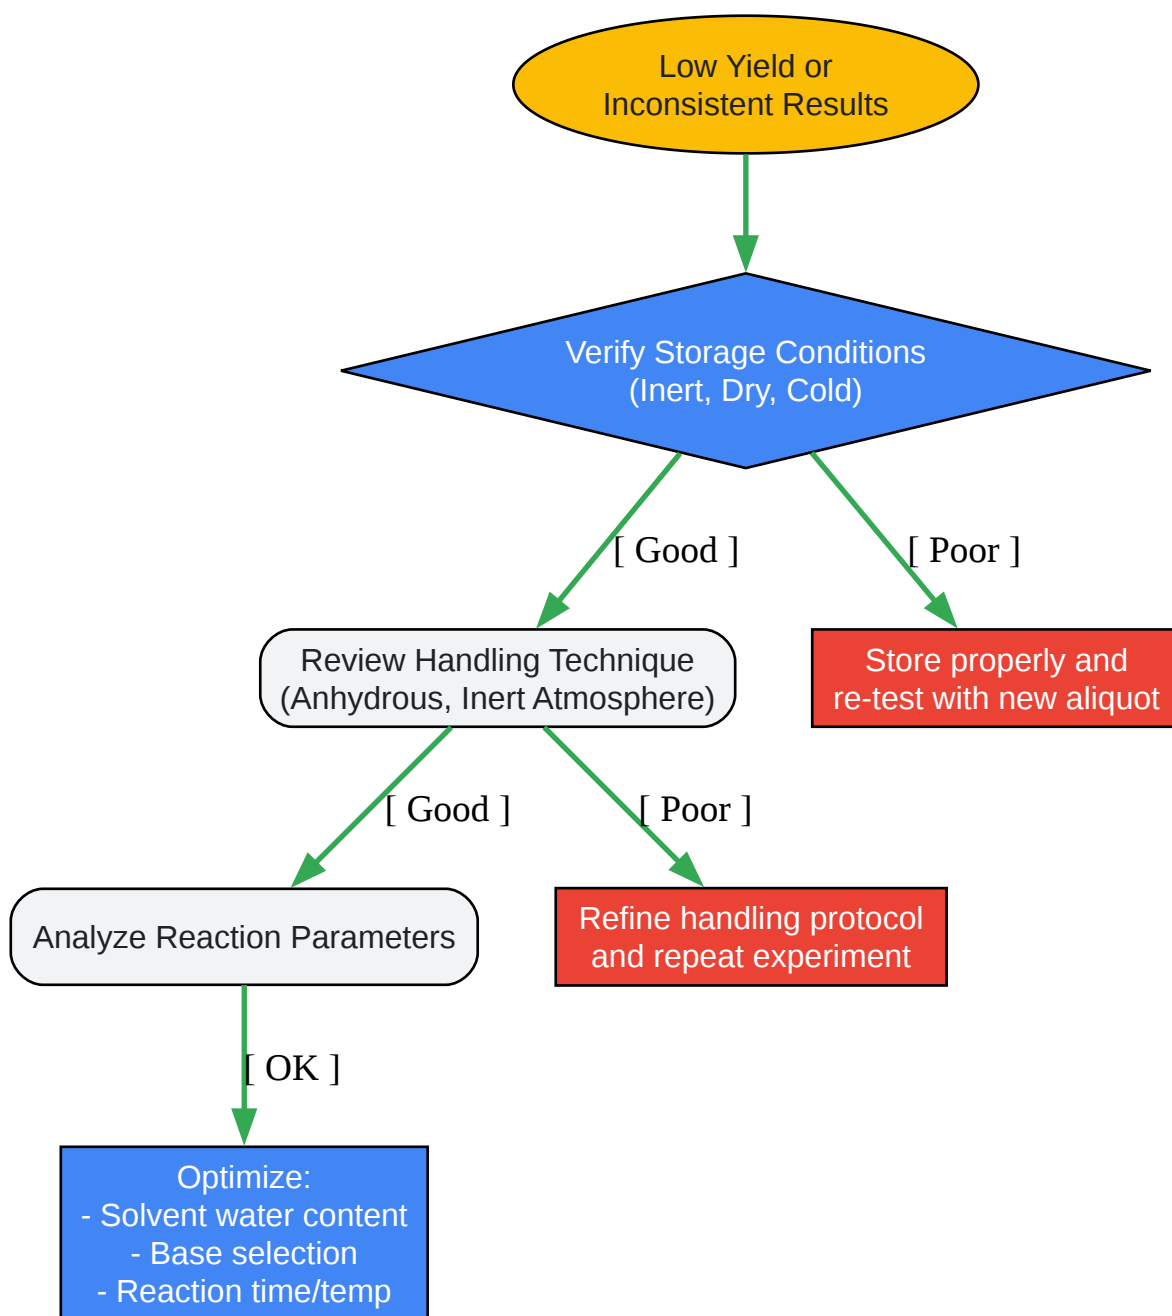 Low Yield or
Inconsistent Results
Verify Storage Conditions
(Inert, Dry, Cold)
[ Good ]
[ Poor ]
Review Handling Technique
(Anhydrous, Inert Atmosphere)
Store properly and
re-test with new aliquot
[ Good ]
[ Poor ]
Analyze Reaction Parameters
Refine handling protocol
and repeat experiment
[ OK ]
Optimize:
- Solvent water content
- Base selection
- Reaction time/temp